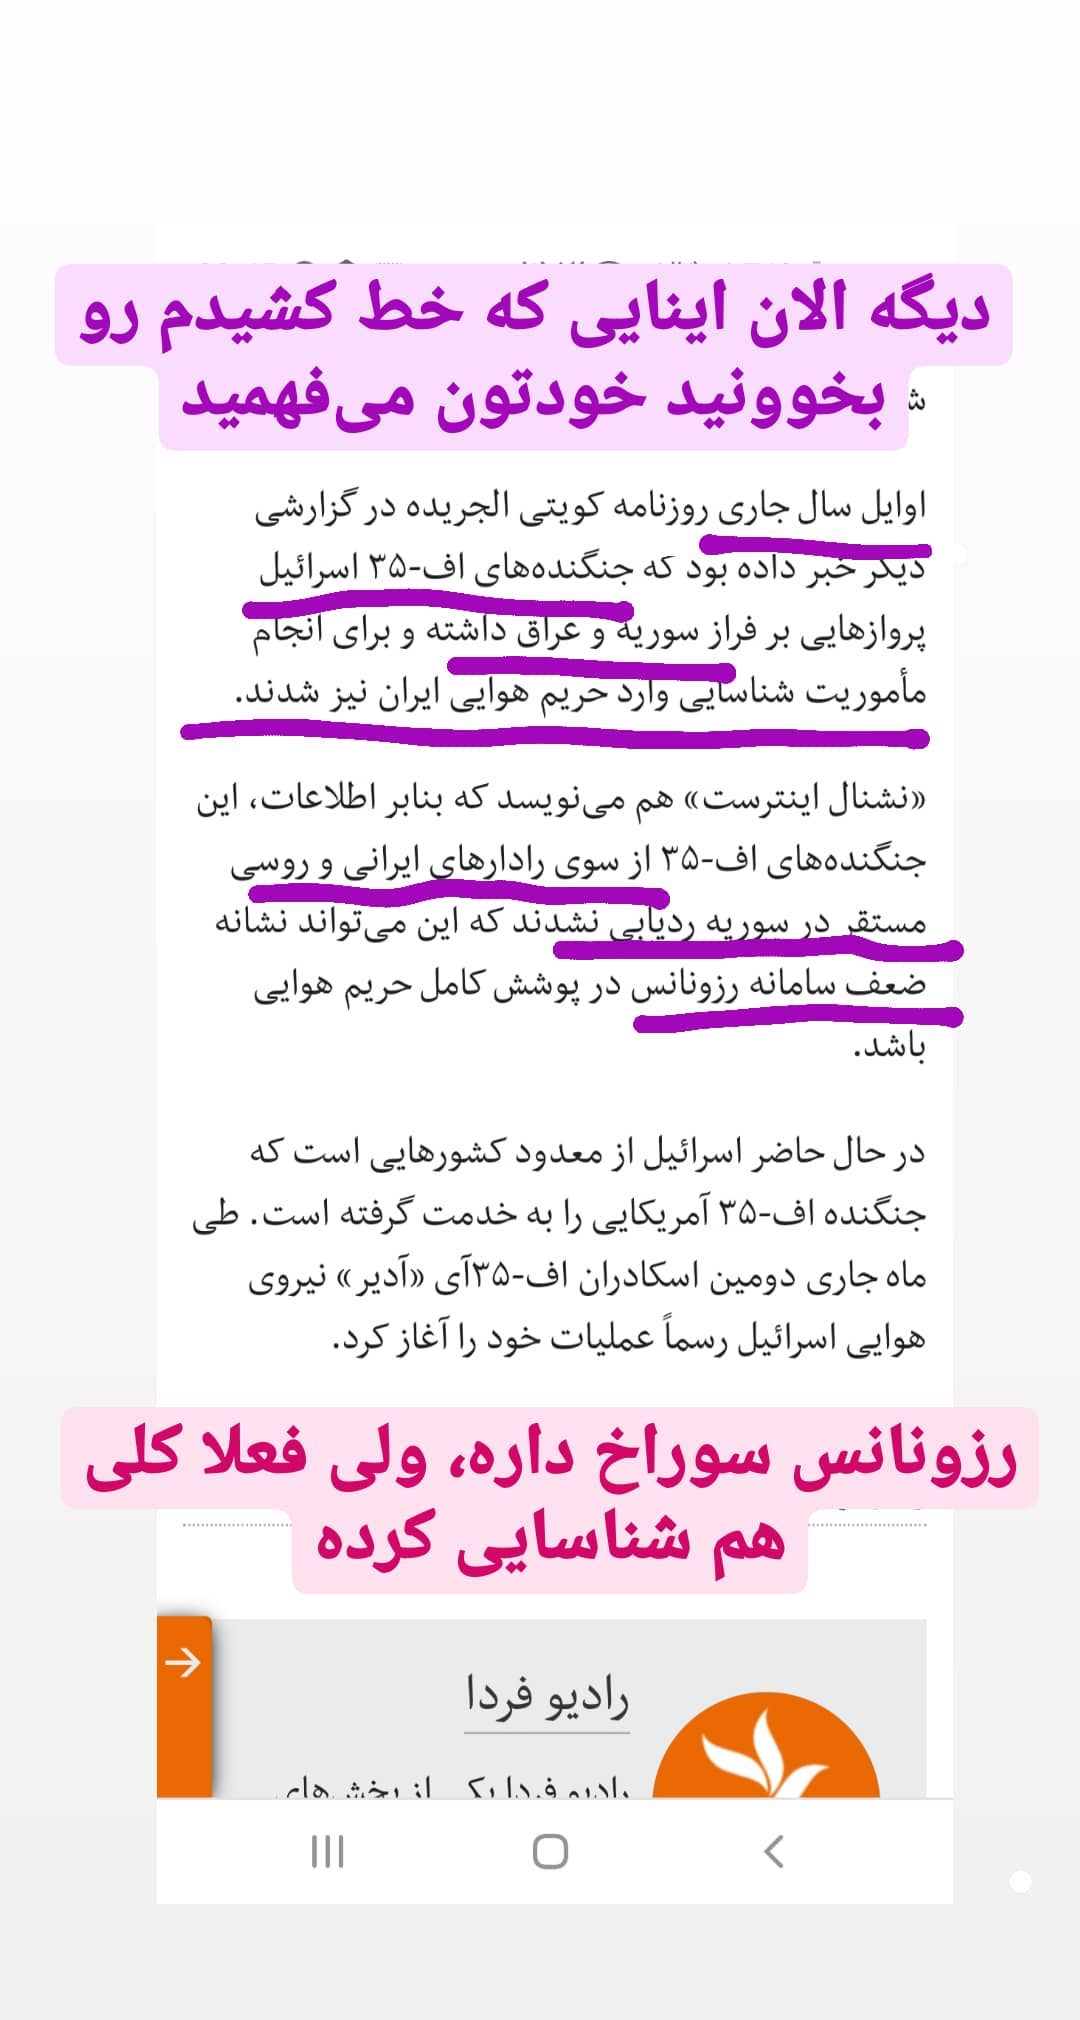 دیگه الان اینایی که خط کشیدم رو
بخوونید خودتون می‌فهمید
اوایل سال جاری روزنامه کویتی الجریده در گزارشی
دیگر خبر داده بود که جنگنده‌های اف-۳۵ اسرائیل
پروازهایی بر فراز سوریه و عراق داشته و برای انجام
مأموریت شناسایی وارد حریم هوایی ایران نیز شدند.
«نشنال اینترست» هم می‌نویسد که بنابر اطلاعات، این
جنگنده‌های اف-۳۵ از سوی رادارهای ایرانی و روسی
مستقر در سوریه ردیابی نشدند که این می‌تواند نشانه
ضعف سامانه رزونانس در پوشش کامل حریم هوایی
باشد.
در حال حاضر اسرائیل از معدود کشورهایی است که
جنگنده اف-۳۵ آمریکایی را به خدمت گرفته است. طی
ماه جاری دومین اسکادران اف-۳۵آی «آدیر» نیروی
هوایی اسرائیل رسماً عملیات خود را آغاز کرد.
رزونانس سوراخ داره، ولی فعلا کلی
هم شناسایی کرده
رادیو فردا
رادیو فردا یکی از بخش‌های